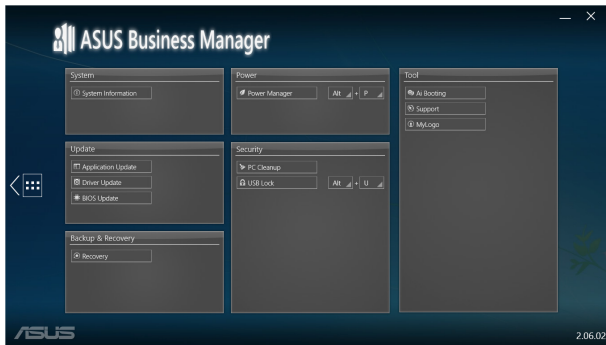 ASUS Business Manager
System
System Information
Update
Application Update
Driver Update
BIOS Update
Backup & Recovery
Recovery
Power
Power Manager Alt + P
Security
PC Cleanup
USB Lock Alt + U
Tool
Ai Booting
Support
MyLogo
ASUS
2.06.02